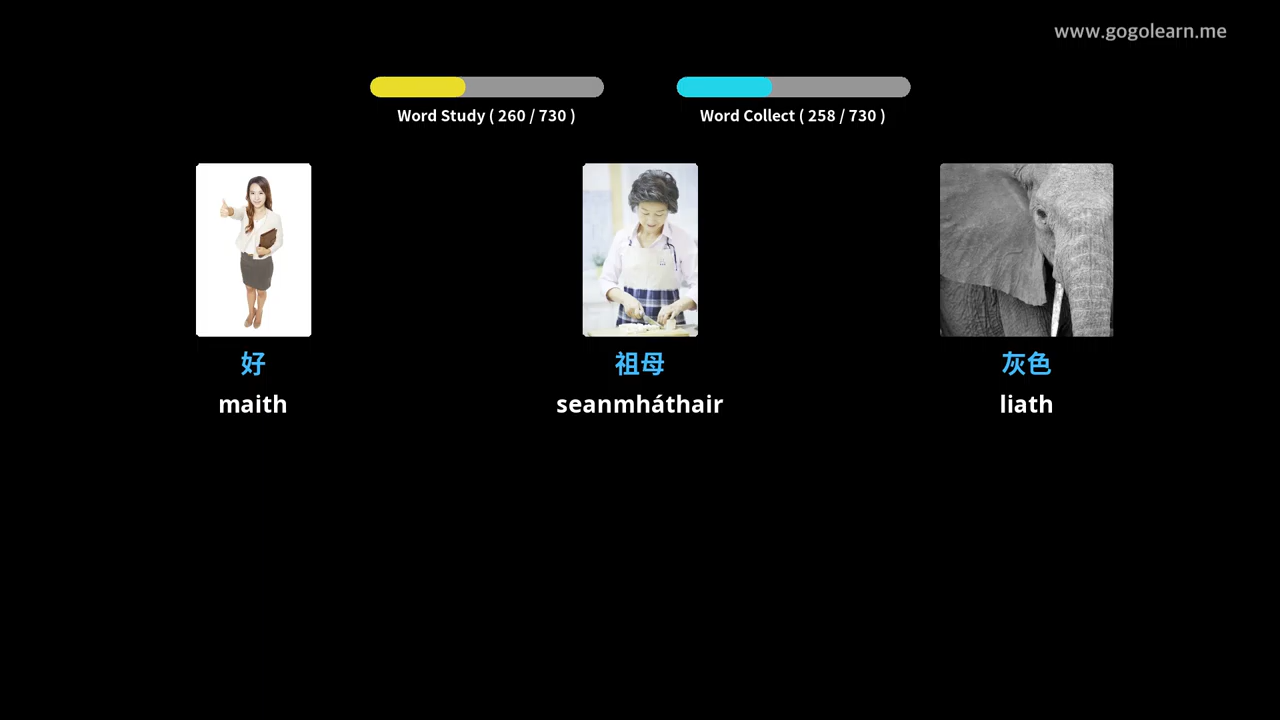 www.gogolearn.me
Word Study ( 260 / 730 )
Word Collect ( 258 / 730 )
好
祖母
灰色
maith
seanmháthair
liath